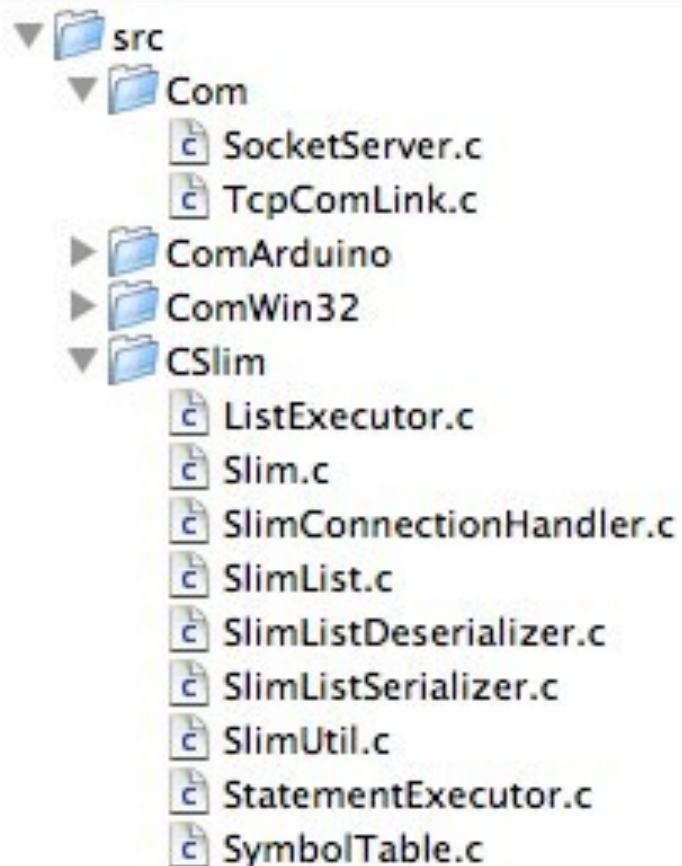 src
Com
SocketServer.c
TcpComLink.c
ComArduino
ComWin32
CSlim
ListExecutor.c
Slim.c
SlimConnectionHandler.c
SlimList.c
SlimListDeserializer.c
SlimListSerializer.c
SlimUtil.c
StatementExecutor.c
SymbolTable.c